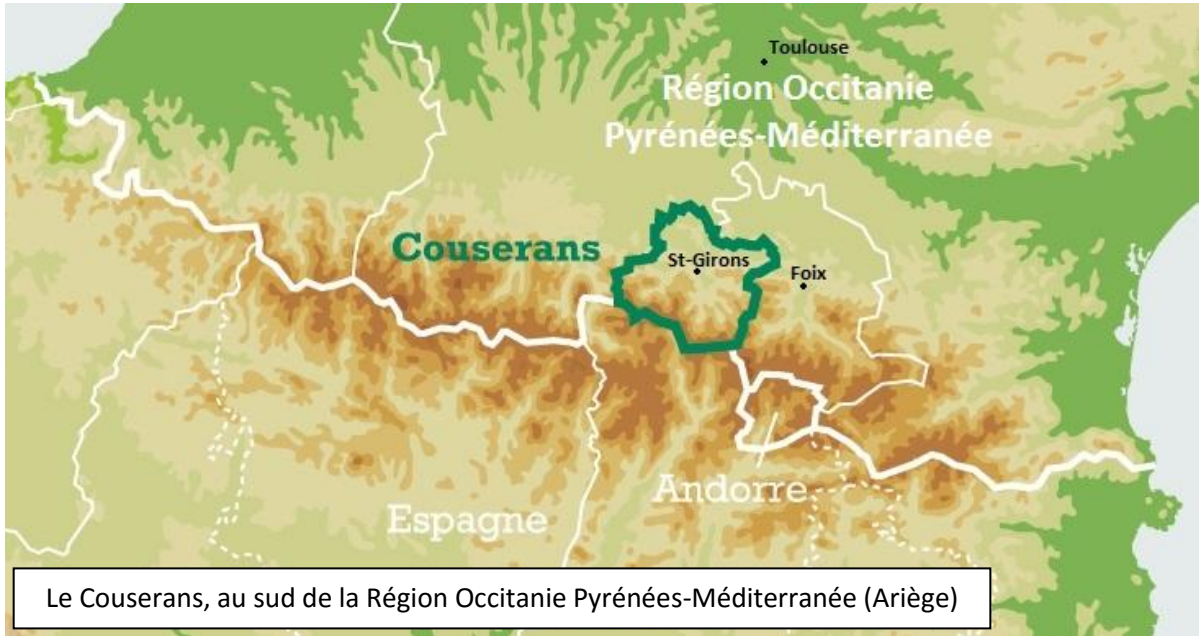 Toulouse
Région Occitanie
Pyrénées-Méditerranée
Couserans
St-Girons
Foix
Andorre
Espagne
Le Couserans, au sud de la Région Occitanie Pyrénées-Méditerranée (Ariège)